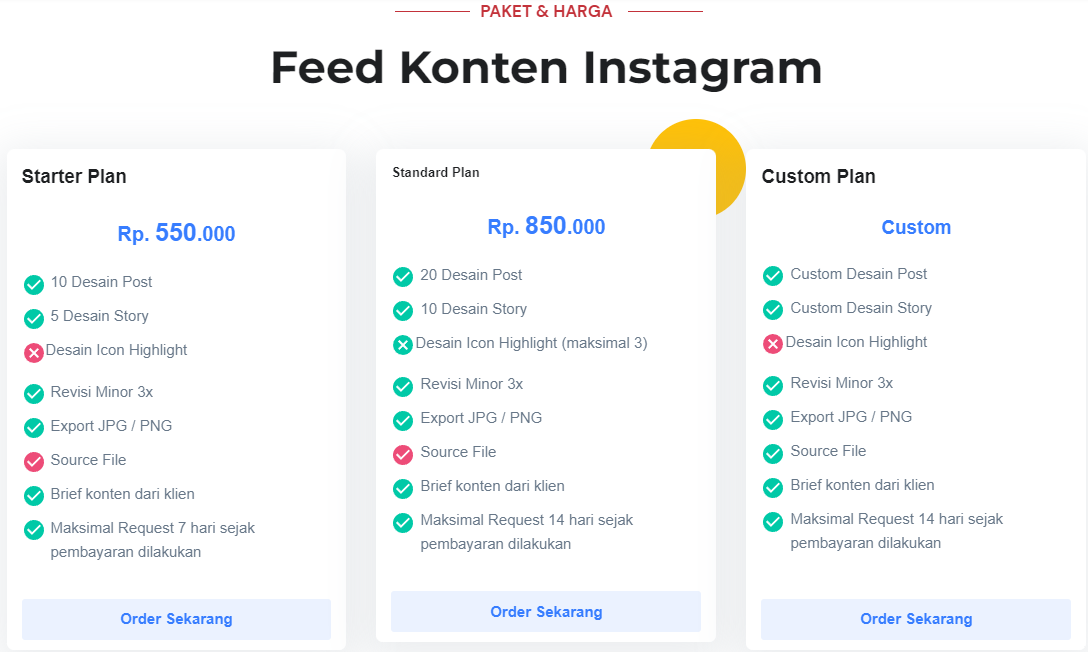 PAKET & HARGA
Feed Konten Instagram
Starter Plan
Rp. 550.000
10 Desain Post
5 Desain Story
Desain Icon Highlight
Revisi Minor 3x
Export JPG / PNG
Source File
Brief konten dari klien
Maksimal Request 7 hari sejak
pembayaran dilakukan
Order Sekarang
Standard Plan
Rp. 850.000
20 Desain Post
10 Desain Story
Desain Icon Highlight (maksimal 3)
Revisi Minor 3x
Export JPG / PNG
Source File
Brief konten dari klien
Maksimal Request 14 hari sejak
pembayaran dilakukan
Order Sekarang
Custom Plan
Custom
Custom Desain Post
Custom Desain Story
Desain Icon Highlight
Revisi Minor 3x
Export JPG / PNG
Source File
Brief konten dari klien
Maksimal Request 14 hari sejak
pembayaran dilakukan
Order Sekarang